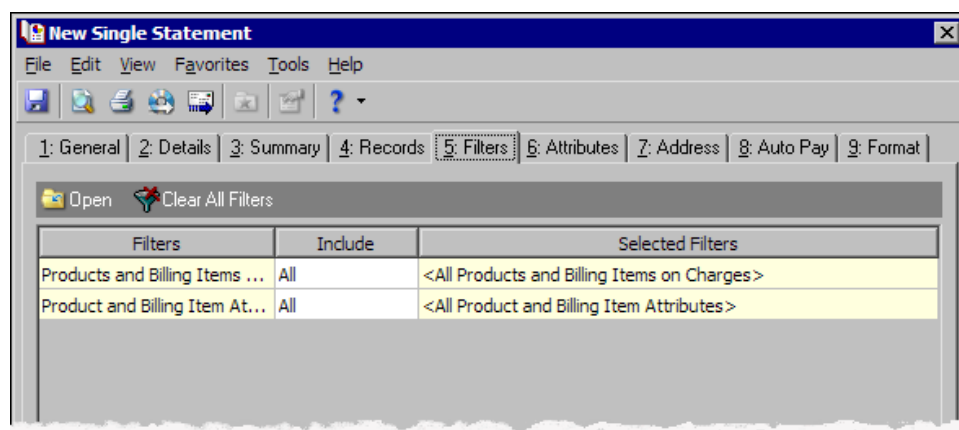 New Single Statement
File Edit View Favorites Tools Help
1: General 2: Details 3: Summary 4: Records 5: Filters 6: Attributes 7: Address 8: Auto Pay 9: Format
Open Clear All Filters
Filters Include Selected Filters
Products and Billing Items ... All <All Products and Billing Items on Charges>
Product and Billing Item At... All <All Product and Billing Item Attributes>